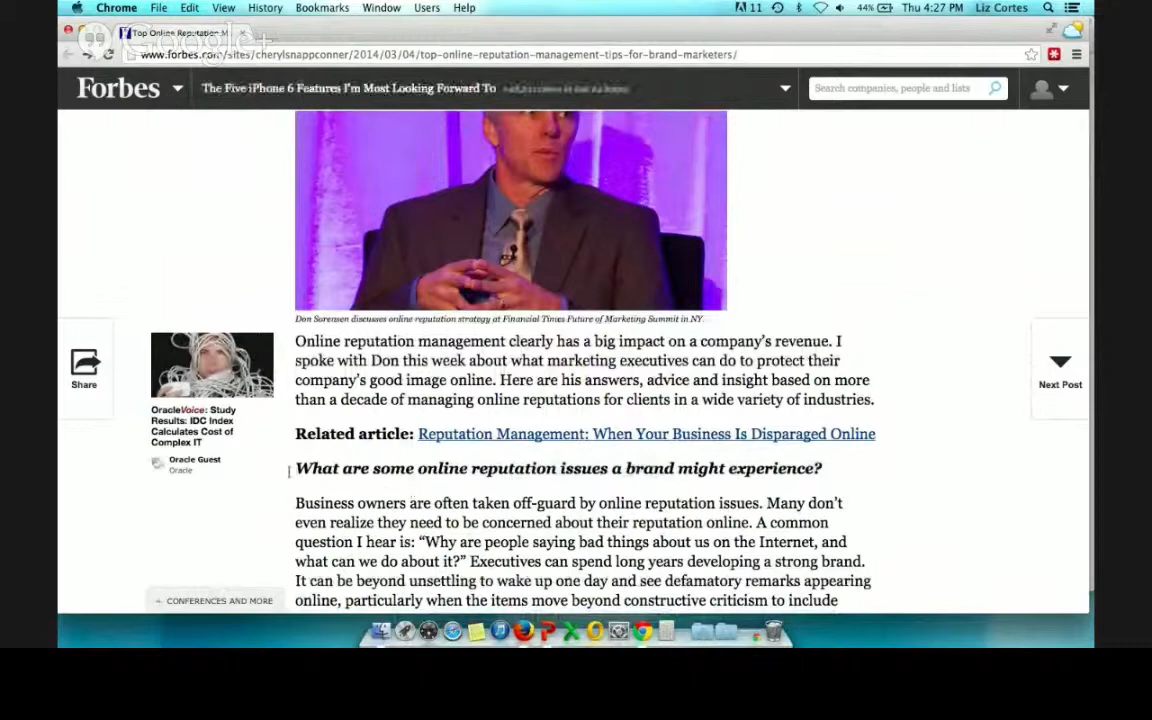 Chrome File Edit View History Bookmarks Window Users Help
11 44% Thu 4:27 PM Liz Cortes
Google+
Top Online Reputation M
www.forbes.com/sites/cherylsnappconner/2014/03/04/top-online-reputation-management-tips-for-brand-marketers/
Forbes The Five iPhone 6 Features I'm Most Looking Forward To Search companies, people and lists
Don Sorensen discusses online reputation strategy at Financial Times Future of Marketing Summit in NY.
Online reputation management clearly has a big impact on a company's revenue. I
spoke with Don this week about what marketing executives can do to protect their
company's good image online. Here are his answers, advice and insight based on more
than a decade of managing online reputations for clients in a wide variety of industries.
Share
Next Post
OracleVoice: Study
Results: IDC Index
Calculates Cost of
Complex IT
Oracle Guest
Oracle
Related article: Reputation Management: When Your Business Is Disparaged Online
What are some online reputation issues a brand might experience?
Business owners are often taken off-guard by online reputation issues. Many don't
even realize they need to be concerned about their reputation online. A common
question I hear is: “Why are people saying bad things about us on the Internet, and
what can we do about it?” Executives can spend long years developing a strong brand.
It can be beyond unsettling to wake up one day and see defamatory remarks appearing
online, particularly when the items move beyond constructive criticism to include
CONFERENCES AND MORE